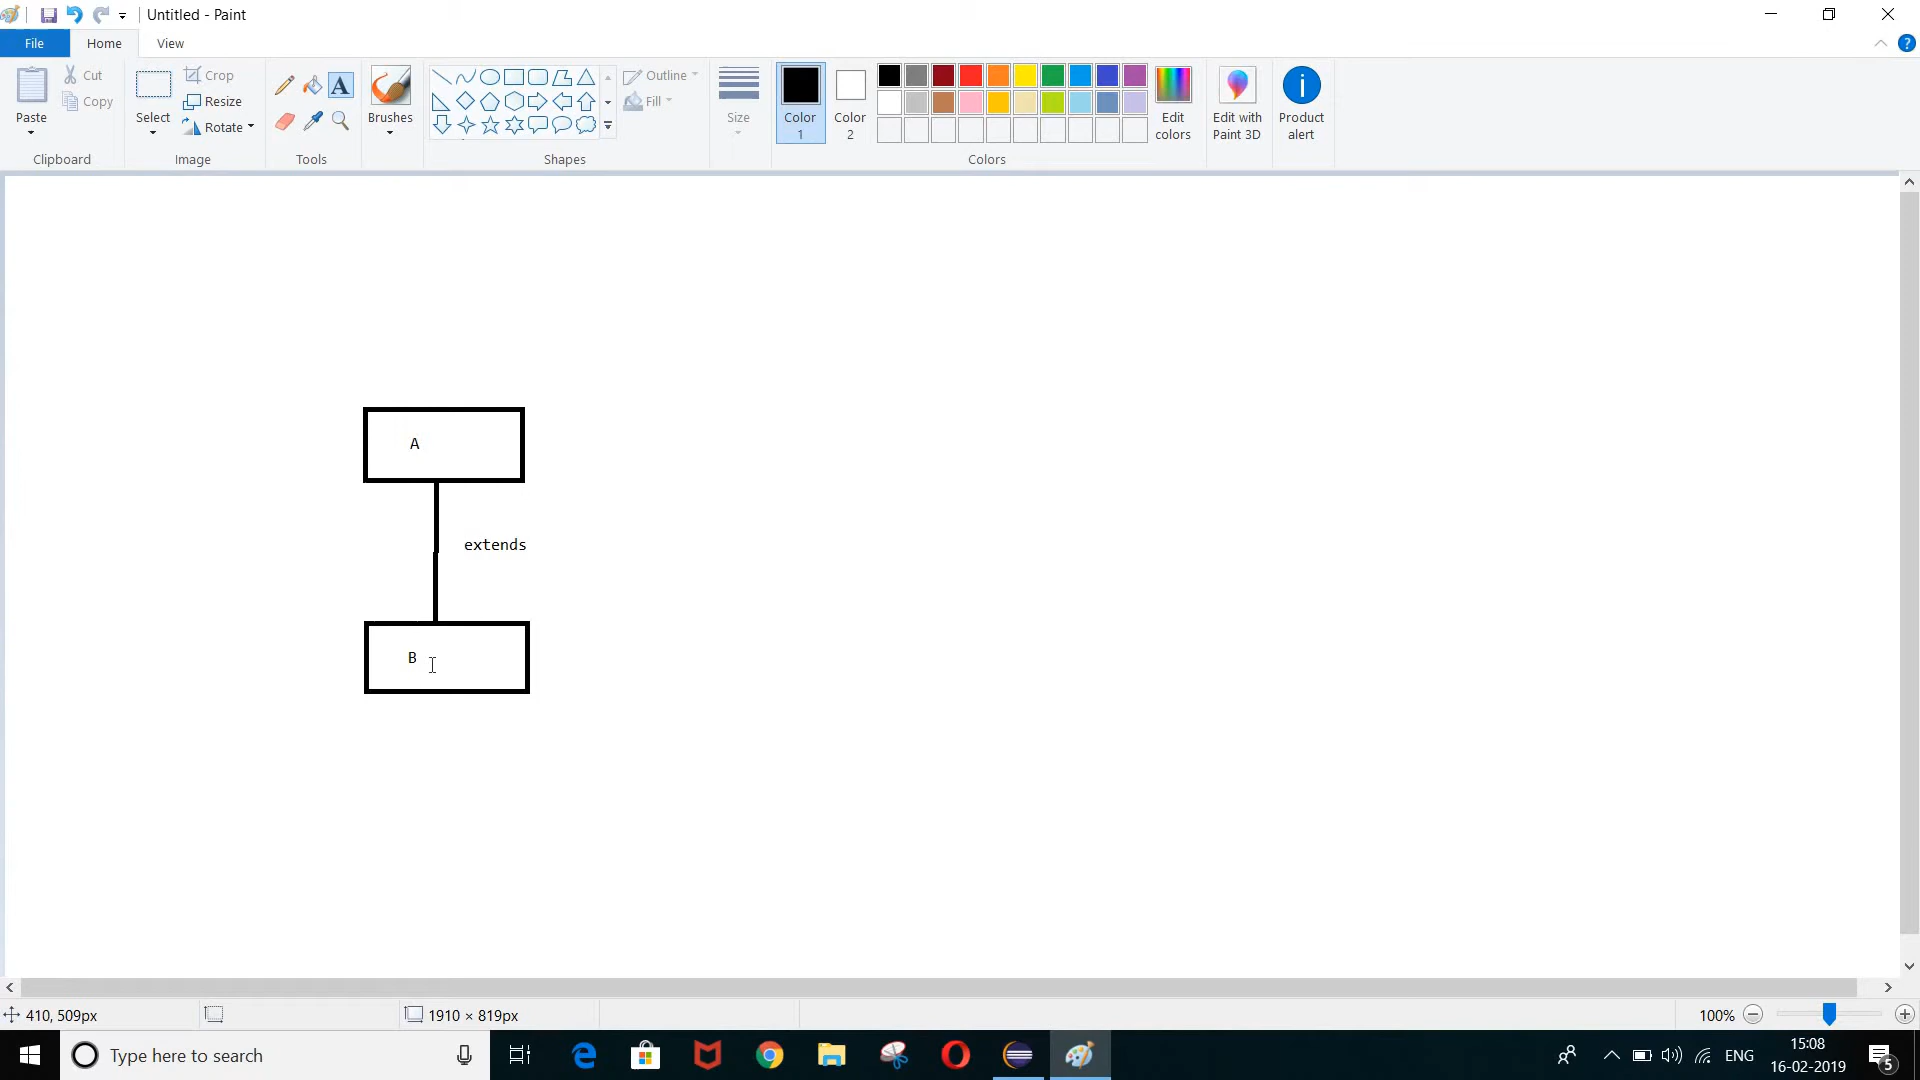 Untitled - Paint
File Home View
Paste
Cut
Copy
Clipboard
Select
Crop
Resize
Rotate
Image
Tools
Brushes
Shapes
Outline
Fill
Size
Color 1
Color 2
Edit colors
Colors
Edit with Paint 3D
Product alert
A
extends
B
410, 509px
1910 × 819px
100%
Type here to search
ENG
15:08
16-02-2019
5